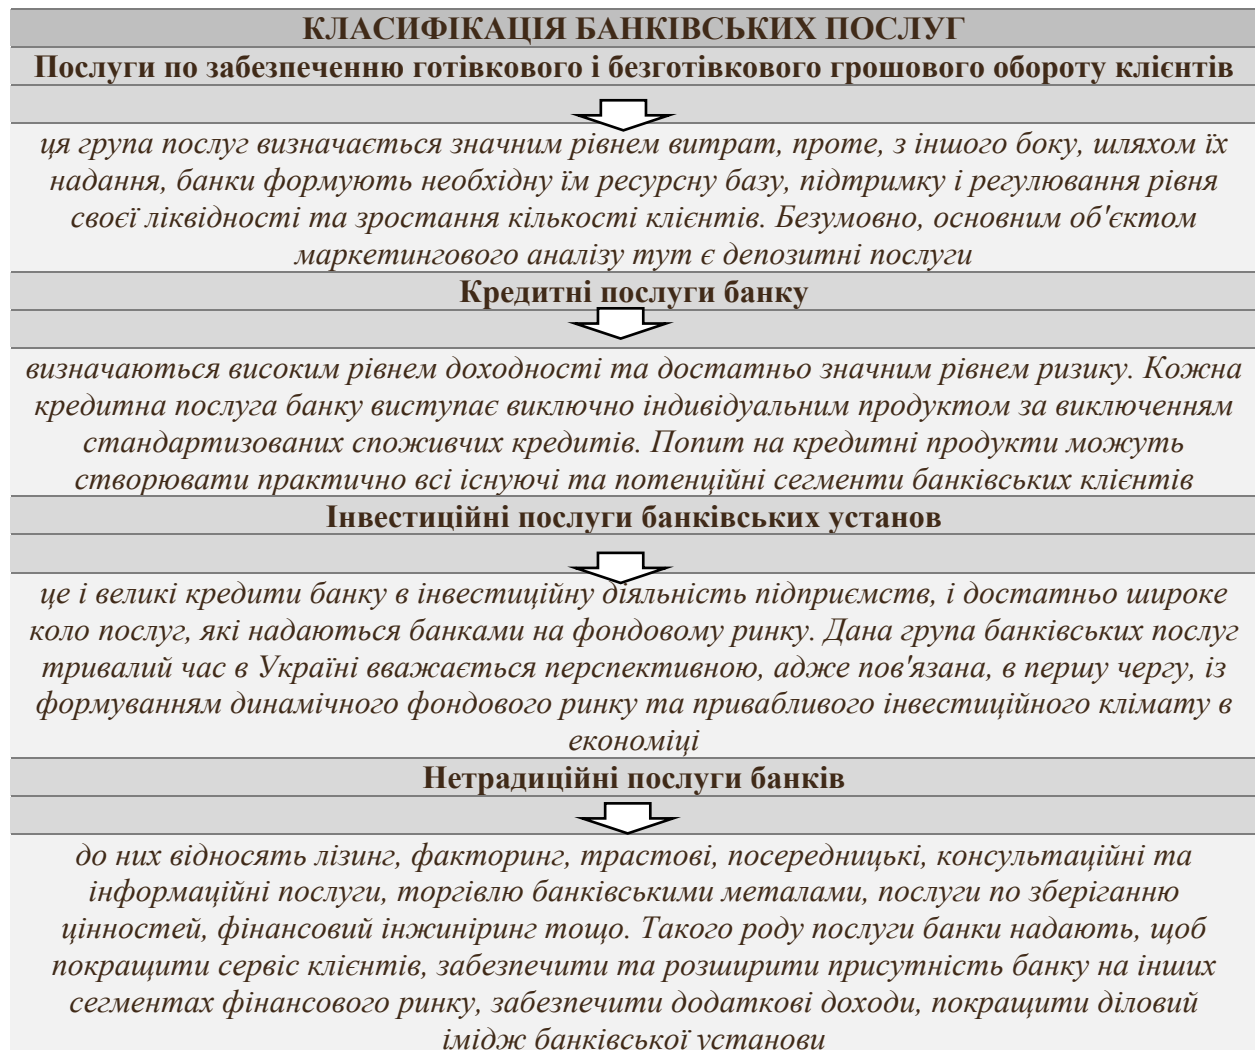 КЛАСИФІКАЦІЯ БАНКІВСЬКИХ ПОСЛУГ
Послуги по забезпеченню готівкового і безготівкового грошового обороту клієнтів
ця група послуг визначається значним рівнем витрат, проте, з іншого боку, шляхом їх
надання, банки формують необхідну їм ресурсну базу, підтримку і регулювання рівня
своєї ліквідності та зростання кількості клієнтів. Безумовно, основним об'єктом
маркетингового аналізу тут є депозитні послуги
Кредитні послуги банку
визначаються високим рівнем доходності та достатньо значним рівнем ризику. Кожна
кредитна послуга банку виступає виключно індивідуальним продуктом за виключенням
стандартизованих споживчих кредитів. Попит на кредитні продукти можуть
створювати практично всі існуючі та потенційні сегменти банківських клієнтів
Інвестиційні послуги банківських установ
це і великі кредити банку в інвестиційну діяльність підприємств, і достатньо широке
коло послуг, які надаються банками на фондовому ринку. Дана група банківських послуг
тривалий час в Україні вважається перспективною, адже пов'язана, в першу чергу, із
формуванням динамічного фондового ринку та привабливого інвестиційного клімату в
економіці
Нетрадиційні послуги банків
до них відносять лізинг, факторинг, трастові, посередницькі, консультаційні та
інформаційні послуги, торгівлю банківськими металами, послуги по зберіганню
цінностей, фінансовий інжиніринг тощо. Такого роду послуги банки надають, щоб
покращити сервіс клієнтів, забезпечити та розширити присутність банку на інших
сегментах фінансового ринку, забезпечити додаткові доходи, покращити діловий
імідж банківської установи